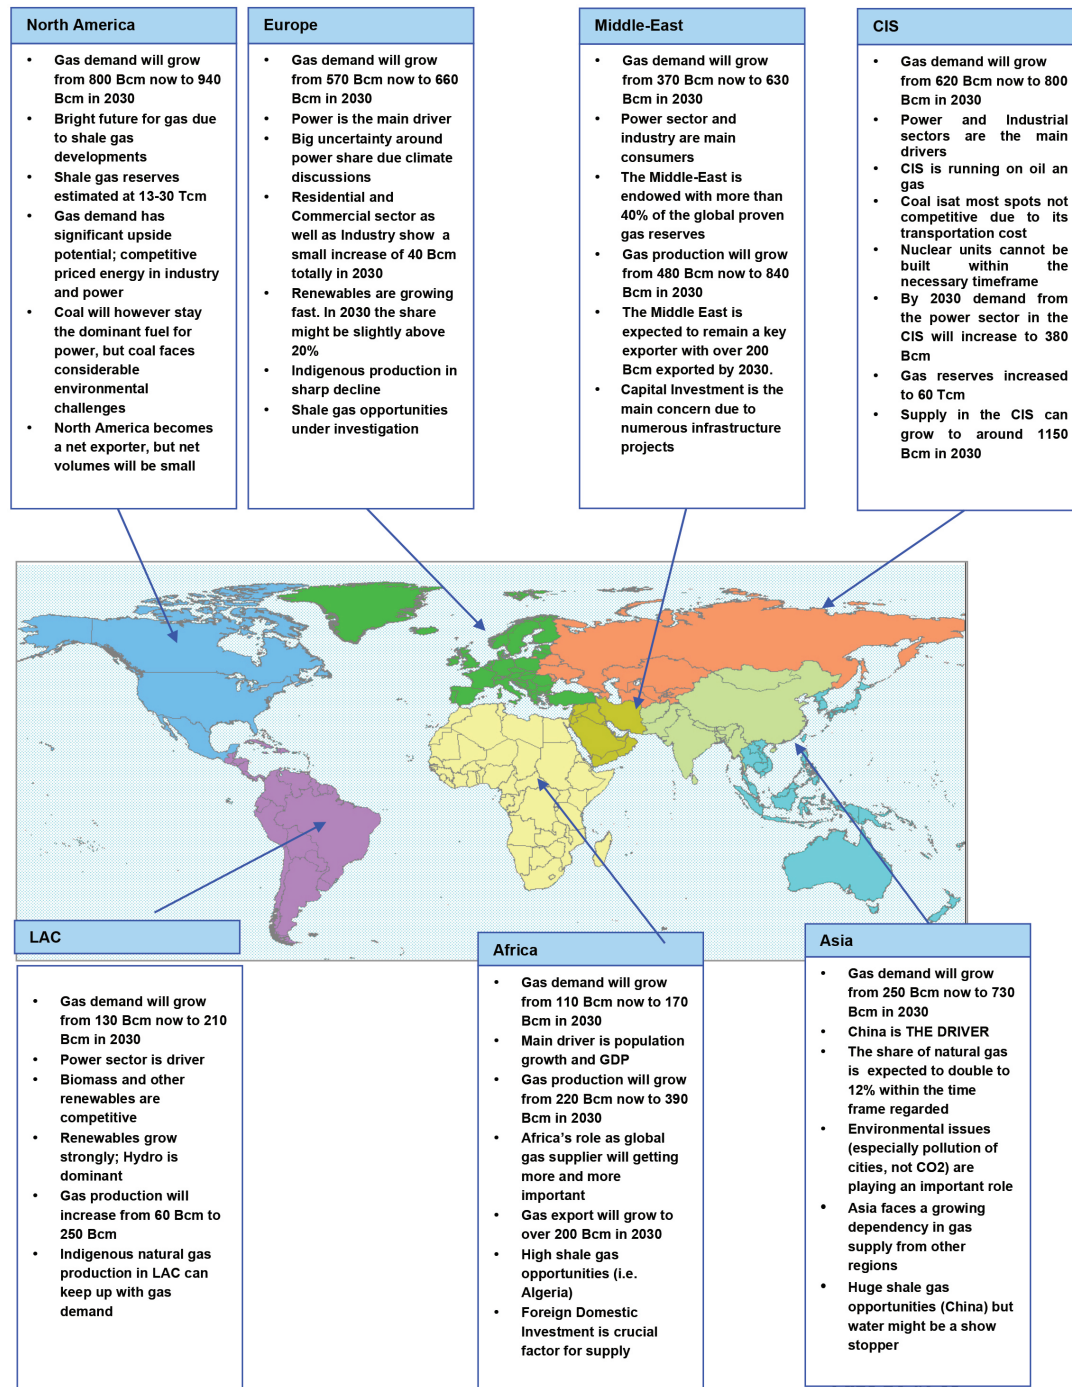 North America
• Gas demand will grow
from 800 Bcm now to 940
Bcm in 2030
• Bright future for gas due
to shale gas
developments
• Shale gas reserves
estimated at 13-30 Tcm
• Gas demand has
significant upside
potential; competitive
priced energy in industry
and power
• Coal will however stay
the dominant fuel for
power, but coal faces
considerable
environmental
challenges
• North America becomes
a net exporter, but net
volumes will be small
Europe
• Gas demand will grow
from 570 Bcm now to 660
Bcm in 2030
• Power is the main driver
• Big uncertainty around
power share due climate
discussions
• Residential and
Commercial sector as
well as Industry show a
small increase of 40 Bcm
totally in 2030
• Renewables are growing
fast. In 2030 the share
might be slightly above
20%
• Indigenous production in
sharp decline
• Shale gas opportunities
under investigation
Middle-East
• Gas demand will grow
from 370 Bcm now to 630
Bcm in 2030
• Power sector and
industry are main
consumers
• The Middle-East is
endowed with more than
40% of the global proven
gas reserves
• Gas production will grow
from 480 Bcm now to 840
Bcm in 2030
• The Middle East is
expected to remain a key
exporter with over 200
Bcm exported by 2030.
• Capital Investment is the
main concern due to
numerous infrastructure
projects
CIS
• Gas demand will grow
from 620 Bcm now to 800
Bcm in 2030
• Power and Industrial
sectors are the main
drivers
• CIS is running on oil an
gas
• Coal isat most spots not
competitive due to its
transportation cost
• Nuclear units cannot be
built within the
necessary timeframe
• By 2030 demand from
the power sector in the
CIS will increase to 380
Bcm
• Gas reserves increased
to 60 Tcm
• Supply in the CIS can
grow to around 1150
Bcm in 2030
LAC
• Gas demand will grow
from 130 Bcm now to 210
Bcm in 2030
• Power sector is driver
• Biomass and other
renewables are
competitive
• Renewables grow
strongly; Hydro is
dominant
• Gas production will
increase from 60 Bcm to
250 Bcm
• Indigenous natural gas
production in LAC can
keep up with gas
demand
Africa
• Gas demand will grow
from 110 Bcm now to 170
Bcm in 2030
• Main driver is population
growth and GDP
• Gas production will grow
from 220 Bcm now to 390
Bcm in 2030
• Africa’s role as global
gas supplier will getting
more and more
important
• Gas export will grow to
over 200 Bcm in 2030
• High shale gas
opportunities (i.e.
Algeria)
• Foreign Domestic
Investment is crucial
factor for supply
Asia
• Gas demand will grow
from 250 Bcm now to 730
Bcm in 2030
• China is THE DRIVER
• The share of natural gas
is expected to double to
12% within the time
frame regarded
• Environmental issues
(especially pollution of
cities, not CO2) are
playing an important role
• Asia faces a growing
dependency in gas
supply from other
regions
• Huge shale gas
opportunities (China) but
water might be a show
stopper